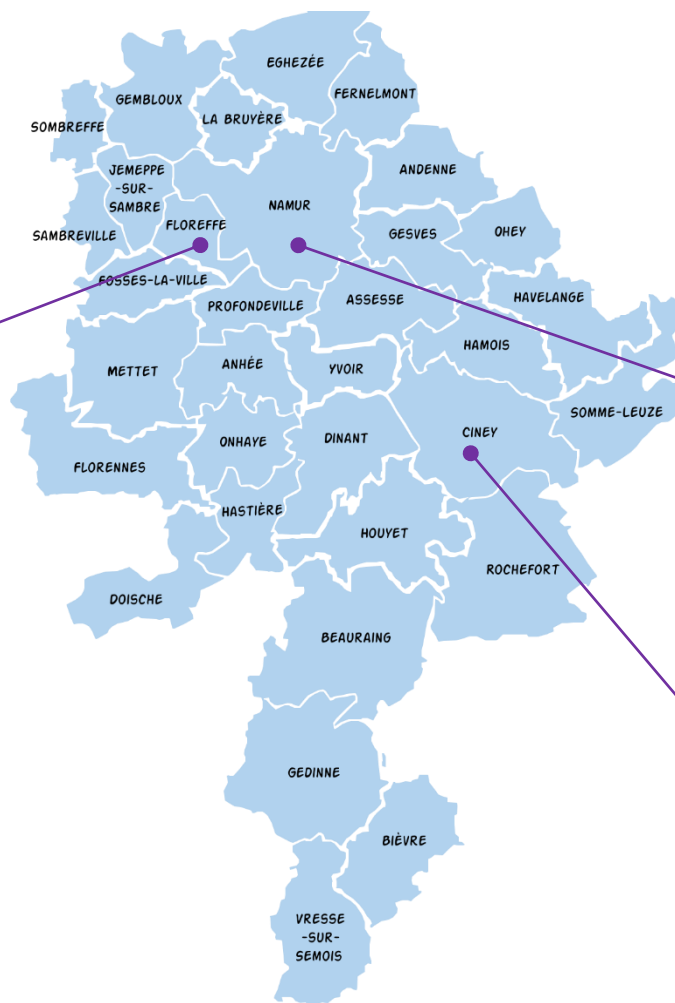 EGHEZÉE
GEMBLOUX
FERNELMONT
LA BRUYÈRE
SOMBREFFE
ANDENNE
JEMEPPE
-SUR-
SAMBRE
NAMUR
FLOREFFE
SAMBREVILLE
GESVES
OHEY
FOSSES-LA-VILLE
HAVELANGE
PROFONDEVILLE
ASSESSE
HAMOIS
METTET
ANHÉE
YVOIR
SOMME-LEUZE
CINEY
ONHAYE
DINANT
FLORENNES
HASTIÈRE
HOUYET
ROCHEFORT
DOISCHE
BEAURAING
GEDINNE
BIÈVRE
VRESSE
-SUR-
SEMOIS